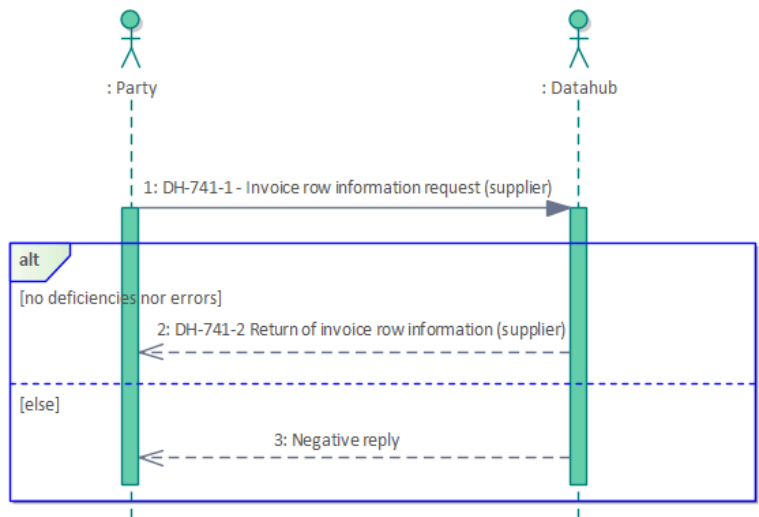 : Party
: Datahub
1: DH-741-1 - Invoice row information request (supplier)
alt
[no deficiencies nor errors]
2: DH-741-2 Return of invoice row information (supplier)
[else]
3: Negative reply